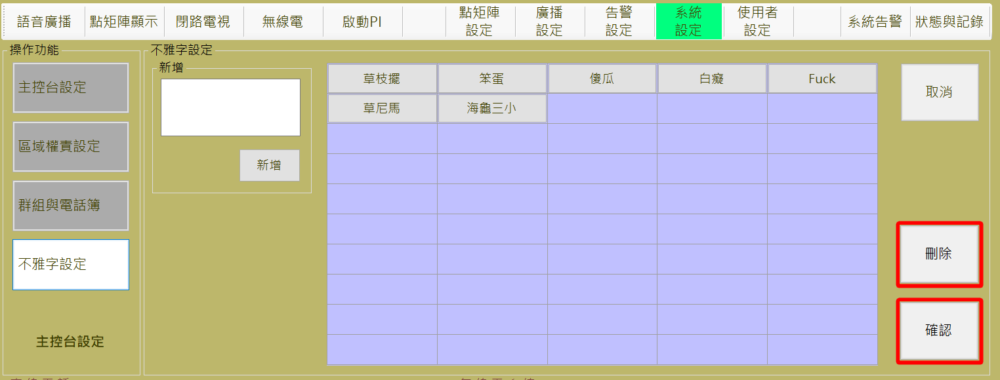 語音廣播 點矩陣顯示 閉路電視 無線電 啟動PI 點矩陣 廣播 告警 系統 使用者 系統告警 狀態與記錄
設定 設定 設定 設定 設定
操作功能
主控台設定
區域權責設定
群組與電話簿
不雅字設定
主控台設定
不雅字設定
新增
新增
草枝擺 笨蛋 傻瓜 白癡 Fuck
草尼馬 海龜三小
取消
刪除
確認